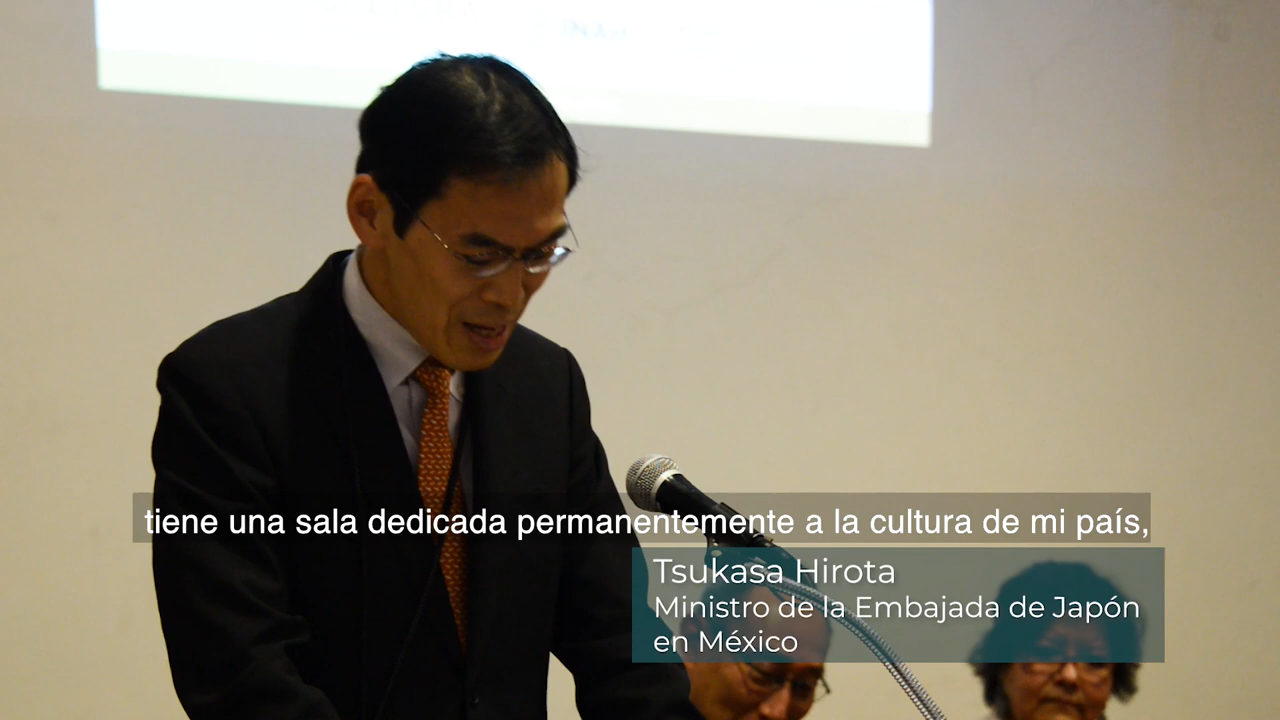 tiene una sala dedicada permanentemente a la cultura de mi país,
Tsukasa Hirota
Ministro de la Embajada de Japón
en México